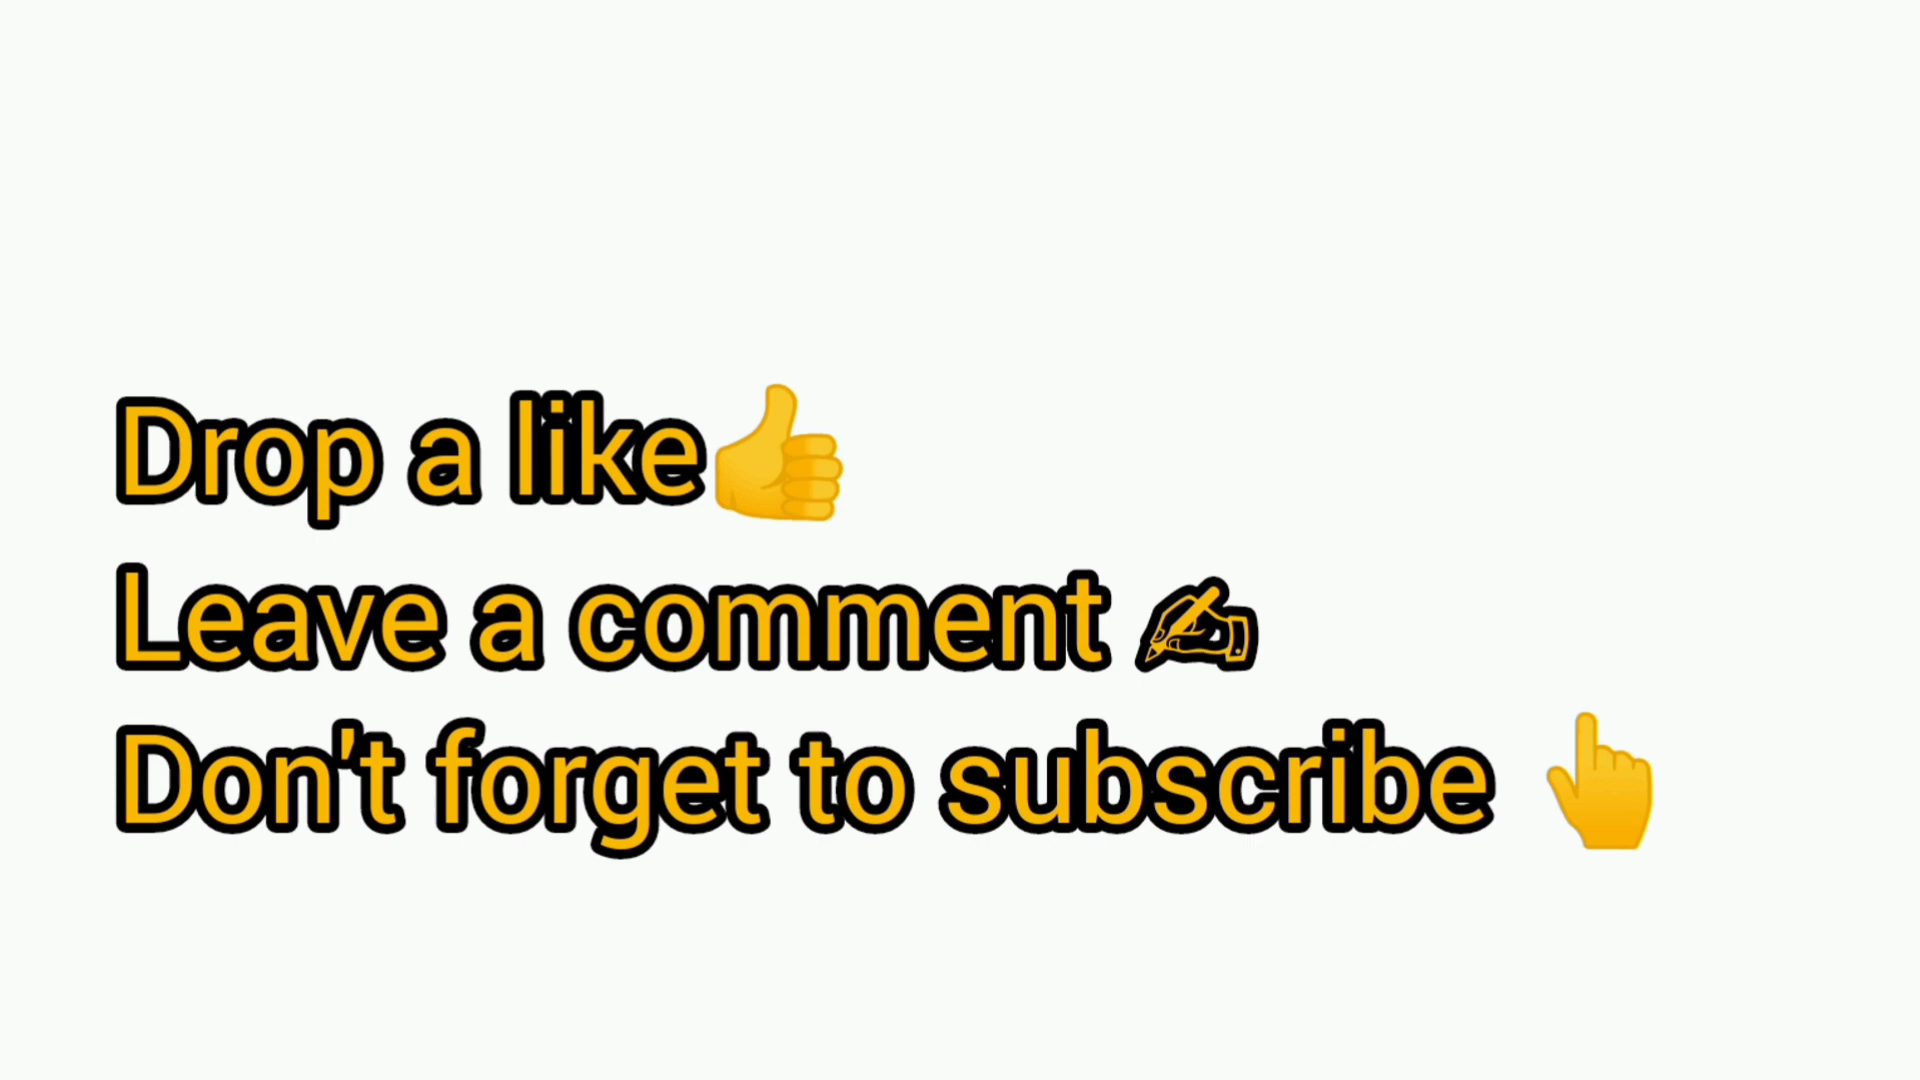 Drop a like👍
Leave a comment ✍
Don't forget to subscribe 👆